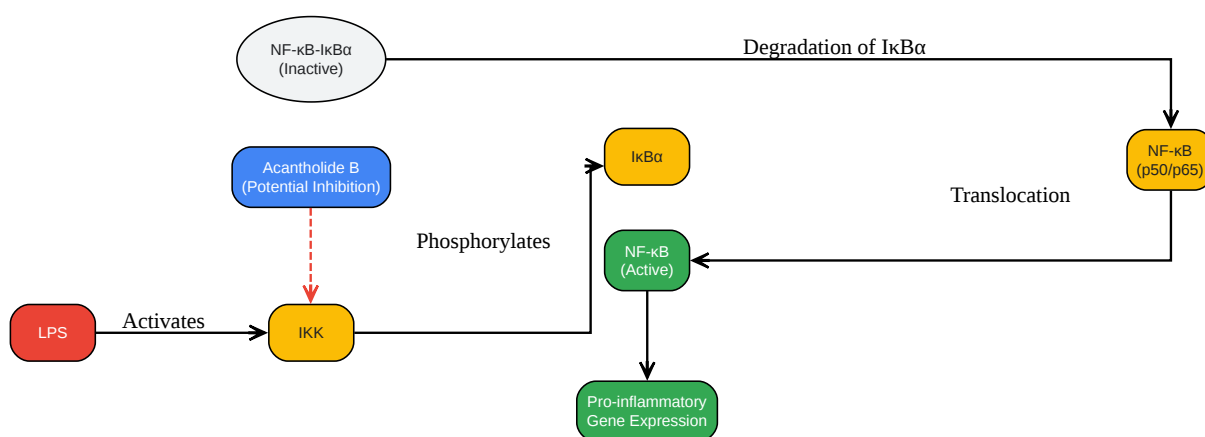 NF-κB-IκBα
(Inactive)
Degradation of IκBα
Acantholide B
(Potential Inhibition)
IκBα
NF-κB
(p50/p65)
Translocation
Phosphorylates
NF-κB
(Active)
LPS
Activates
IKK
Pro-inflammatory
Gene Expression